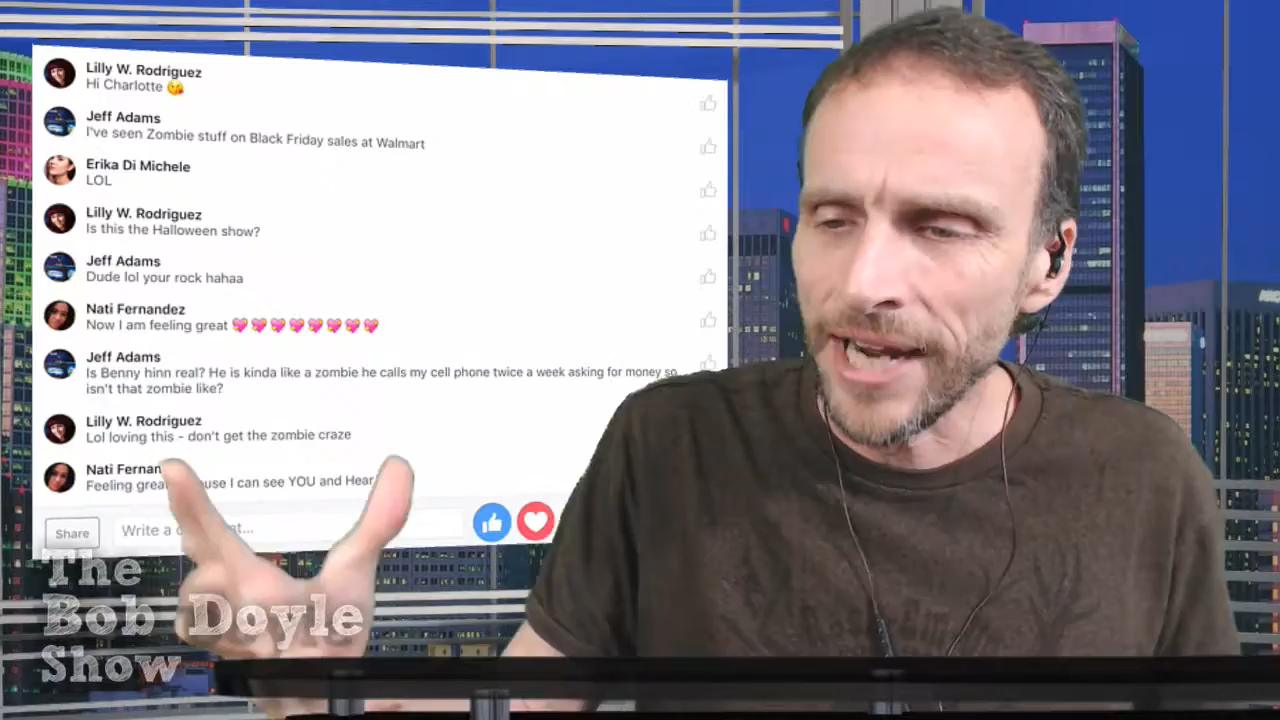 Lilly W. Rodriguez
Hi Charlotte 😘
Jeff Adams
I've seen Zombie stuff on Black Friday sales at Walmart
Erika Di Michele
LOL
Lilly W. Rodriguez
Is this the Halloween show?
Jeff Adams
Dude lol your rock hahaa
Nati Fernandez
Now I am feeling great 💖💖💖💖💖💖💖💖
Jeff Adams
Is Benny hinn real? He is kinda like a zombie he calls my cell phone twice a week asking for money so
isn't that zombie like?
Lilly W. Rodriguez
Lol loving this - don't get the zombie craze
Nati Fernan
Feeling I can see YOU and Hear
Share
Write a
The
Bob Doyle
Show